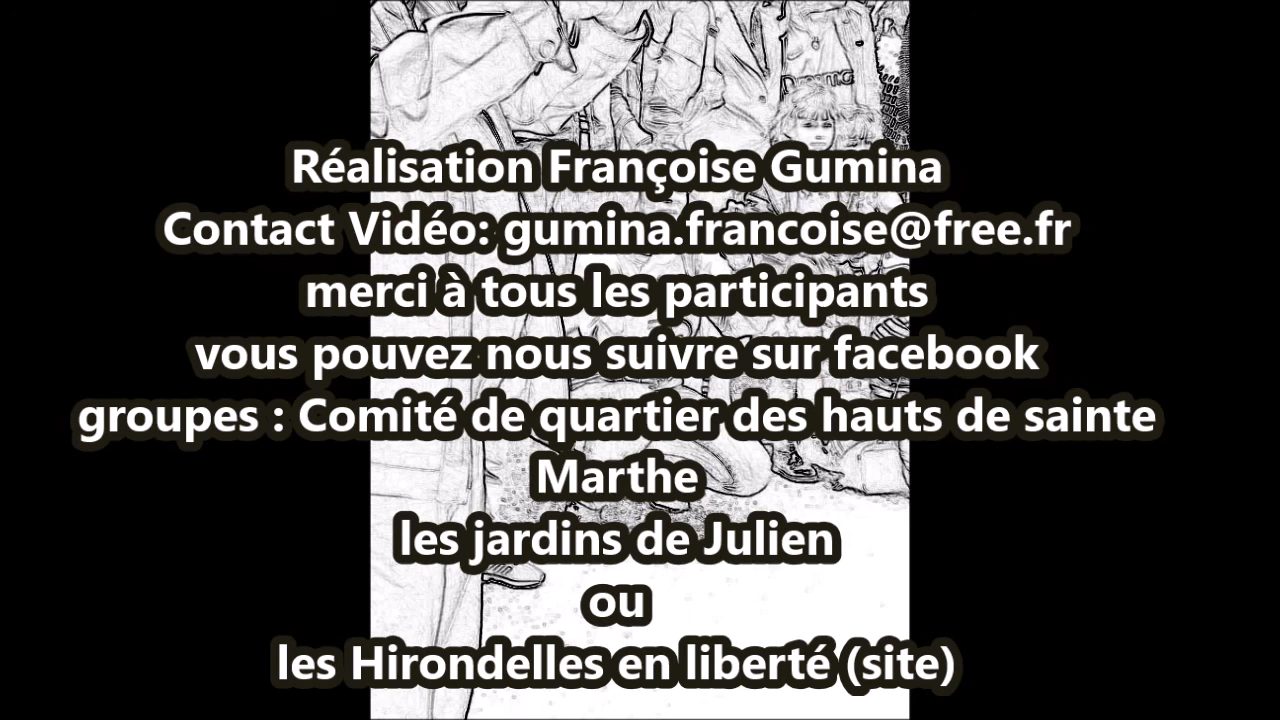 Réalisation Françoise Gumina
Contact Vidéo: gumina.francoise@free.fr
merci à tous les participants
vous pouvez nous suivre sur facebook
groupes : Comité de quartier des hauts de sainte
Marthe
les jardins de Julien
ou
les Hirondelles en liberté (site)